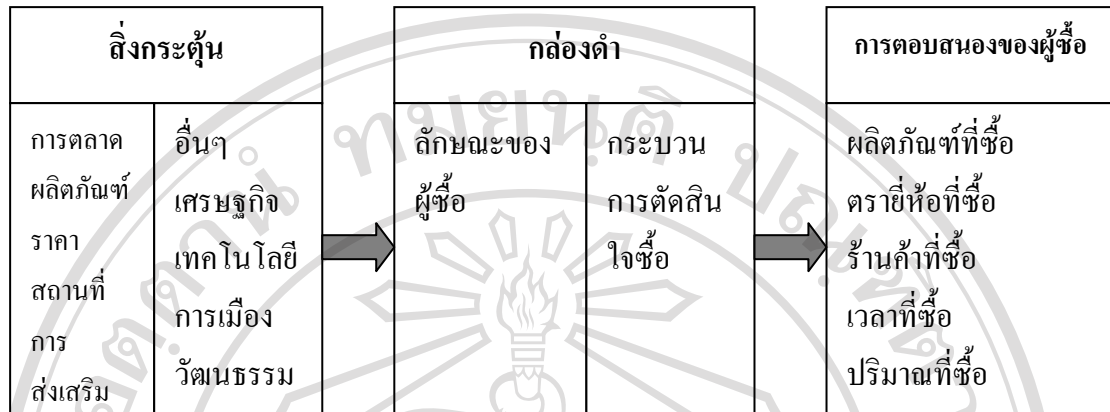 สิ่งกระตุ้น
การตลาด
ผลิตภัณฑ์
ราคา
สถานที่
การ
ส่งเสริม
อื่นๆ
เศรษฐกิจ
เทคโนโลยี
การเมือง
วัฒนธรรม
กล่องดำ
ลักษณะของ
ผู้ซื้อ
กระบวน
การตัดสิน
ใจซื้อ
การตอบสนองของผู้ซื้อ
ผลิตภัณฑ์ที่ซื้อ
ตรายี่ห้อที่ซื้อ
ร้านค้าที่ซื้อ
เวลาที่ซื้อ
ปริมาณที่ซื้อ